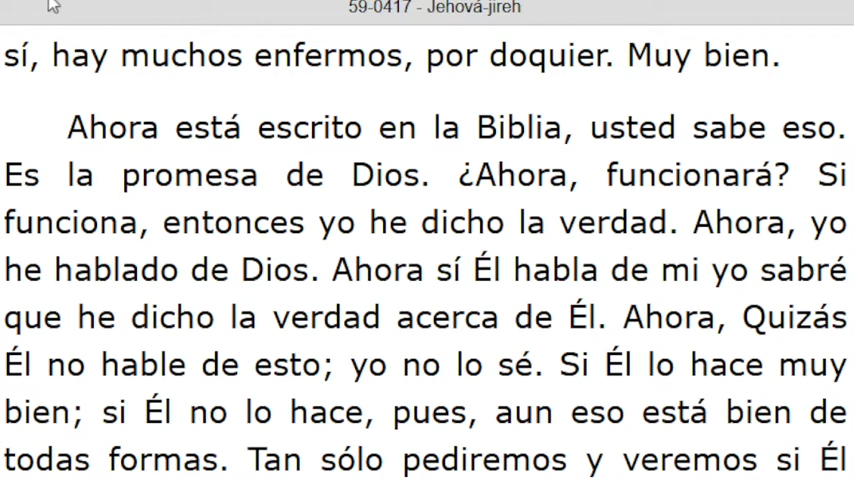 59-0417 - Jehová-jireh
sí, hay muchos enfermos, por doquier. Muy bien.
Ahora está escrito en la Biblia, usted sabe eso.
Es la promesa de Dios. ¿Ahora, funcionará? Si
funciona, entonces yo he dicho la verdad. Ahora, yo
he hablado de Dios. Ahora sí Él habla de mi yo sabré
que he dicho la verdad acerca de Él. Ahora, Quizás
Él no hable de esto; yo no lo sé. Si Él lo hace muy
bien; si Él no lo hace, pues, aun eso está bien de
todas formas. Tan sólo pediremos y veremos si Él